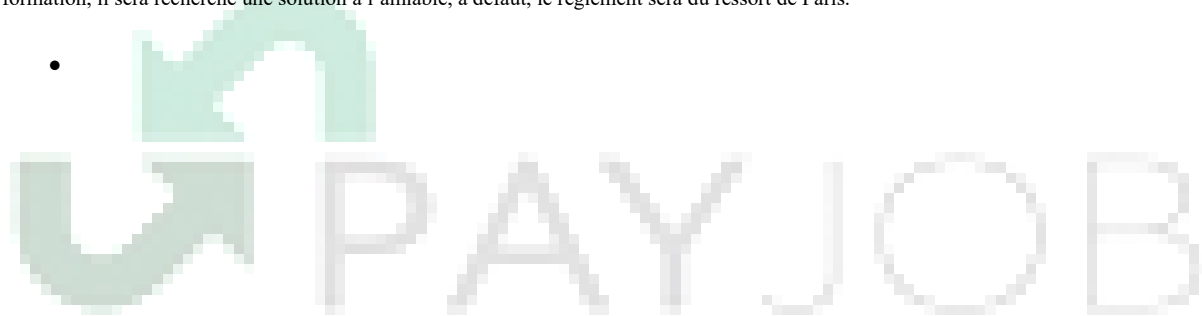 formation, il sera recherché une solution à l'amiable, à défaut, le règlement sera du ressort de Paris.
•
PAYJOB